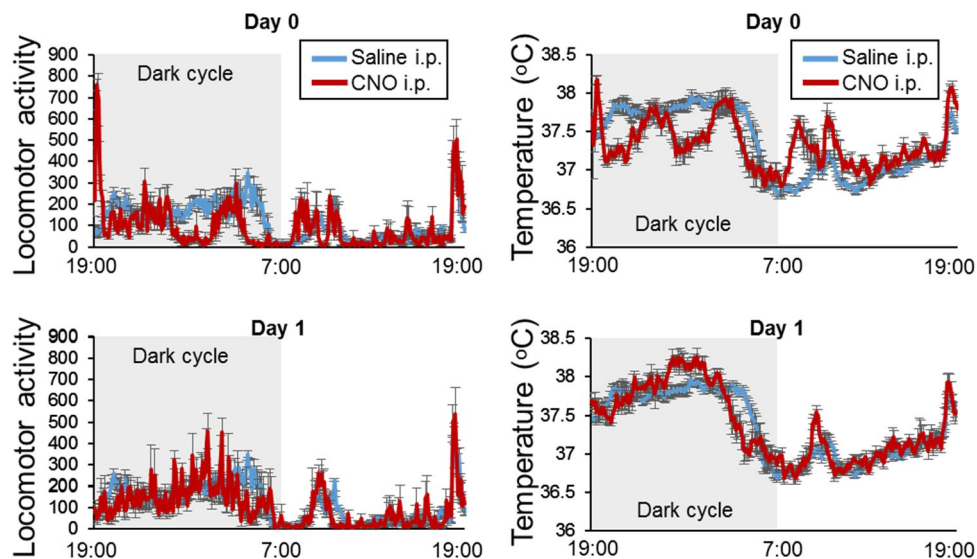 Day 0
Locomotor activity
900
800
700
600
500
400
300
200
100
0
Dark cycle
Saline i.p.
CNO i.p.
19:00
7:00
19:00
Day 0
Temperature (°C)
38.5
38
37.5
37
36.5
36
Saline i.p.
CNO i.p.
Dark cycle
19:00
7:00
19:00
Day 1
Locomotor activity
900
800
700
600
500
400
300
200
100
0
Dark cycle
19:00
7:00
19:00
Day 1
Temperature (°C)
38.5
38
37.5
37
36.5
36
Dark cycle
19:00
7:00
19:00